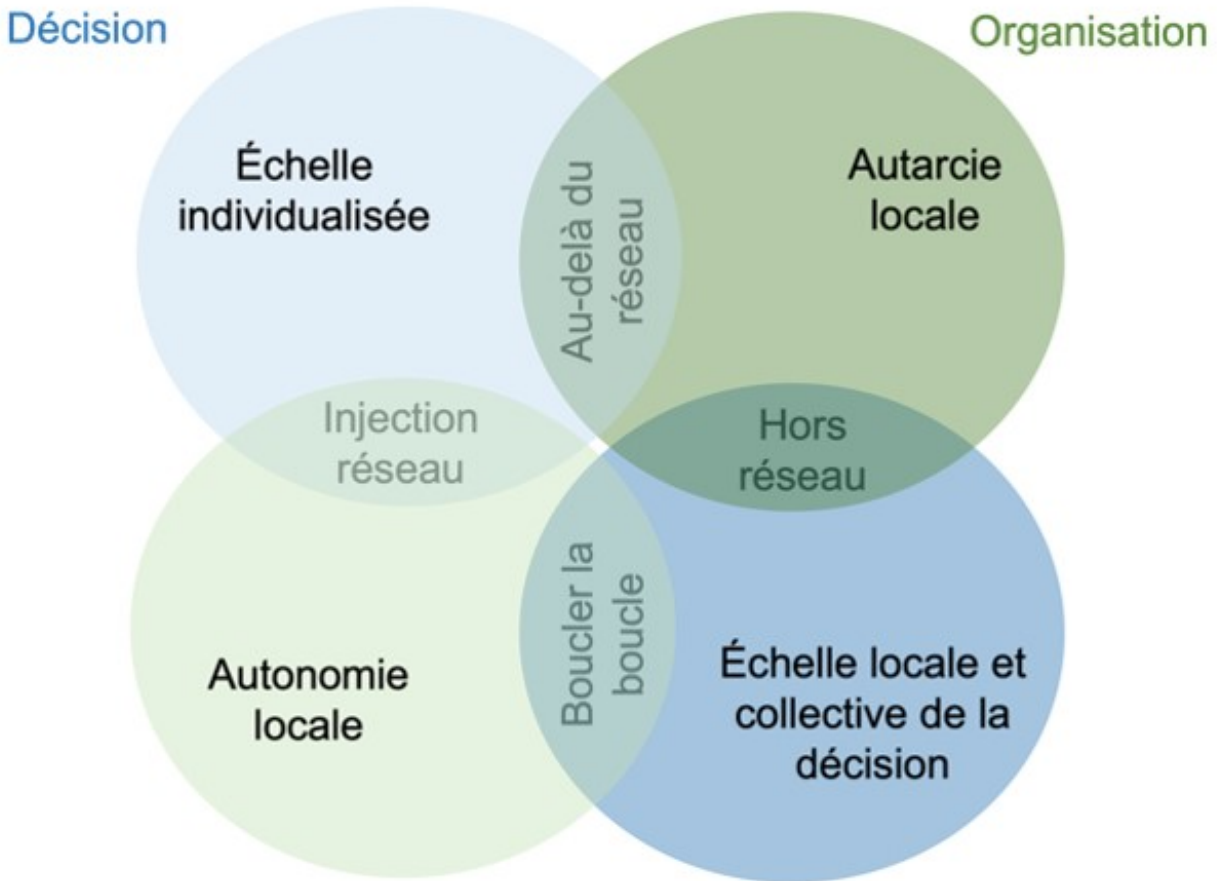 Décision
Organisation
Échelle
individualisée
Au-delà du
réseau
Autarcie
locale
Injection
réseau
Hors
réseau
Autonomie
locale
Boucler la
boucle
Échelle locale et
collective de la
décision